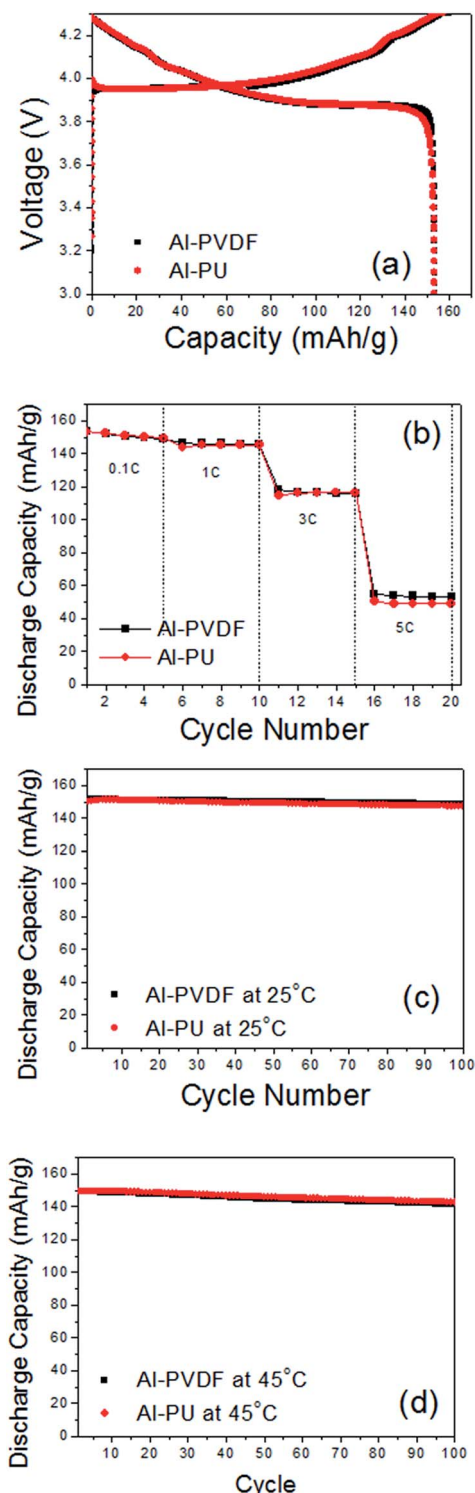 4.2
4.0
3.8
3.6
3.4
3.2
3.0
Voltage (V)
Al-PVDF
Al-PU
(a)
0 20 40 60 80 100 120 140 160
Capacity (mAh/g)
160
140
120
100
80
60
40
20
0
Discharge Capacity (mAh/g)
(b)
0.1C
1C
3C
5C
Al-PVDF
Al-PU
2 4 6 8 10 12 14 16 18 20
Cycle Number
160
140
120
100
80
60
40
20
0
Discharge Capacity (mAh/g)
Al-PVDF at 25°C
Al-PU at 25°C
(c)
10 20 30 40 50 60 70 80 90 100
Cycle Number
160
140
120
100
80
60
40
20
0
Discharge Capacity (mAh/g)
Al-PVDF at 45°C
Al-PU at 45°C
(d)
10 20 30 40 50 60 70 80 90 100
Cycle